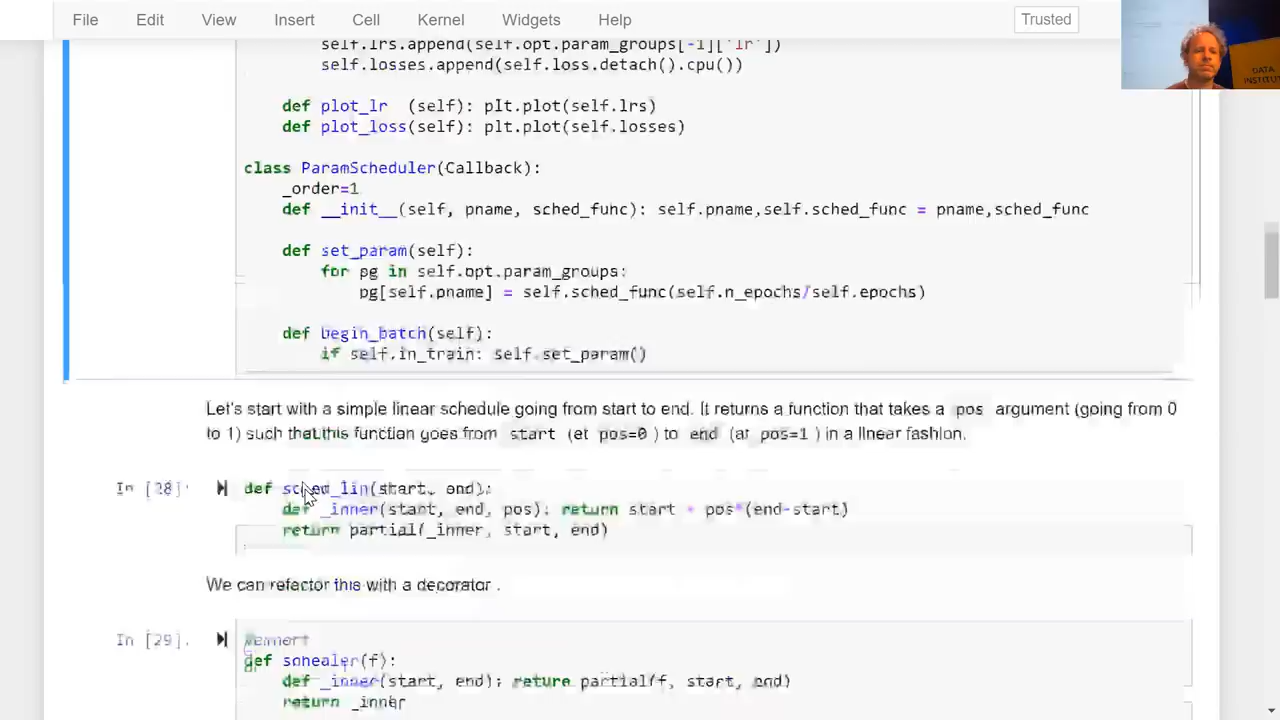 File Edit View Insert Cell Kernel Widgets Help Trusted
self.lrs.append(self.opt.param_groups[-1]['lr'])
self.losses.append(self.loss.detach().cpu())
def plot_lr (self): plt.plot(self.lrs)
def plot_loss(self): plt.plot(self.losses)
class ParamScheduler(Callback):
_order=1
def __init__(self, pname, sched_func): self.pname,self.sched_func = pname,sched_func
def set_param(self):
for pg in self.opt.param_groups:
pg[self.pname] = self.sched_func(self.n_epochs/self.epochs)
def begin_batch(self):
if self.in_train: self.set_param()
Let's start with a simple linear schedule going from start to end. It returns a function that takes a pos argument (going from 0
to 1) such that this function goes from start (at pos=0 ) to end (at pos=1 ) in a linear fashion.
In [28]: def sched_lin(start, end):
def _inner(start, end, pos): return start + pos*(end-start)
return partial(_inner, start, end)
We can refactor this with a decorator .
In [29]:
def (f):
def _inner(start, end): return partial(f, start, end)
return _inner
DATA
INSTITU